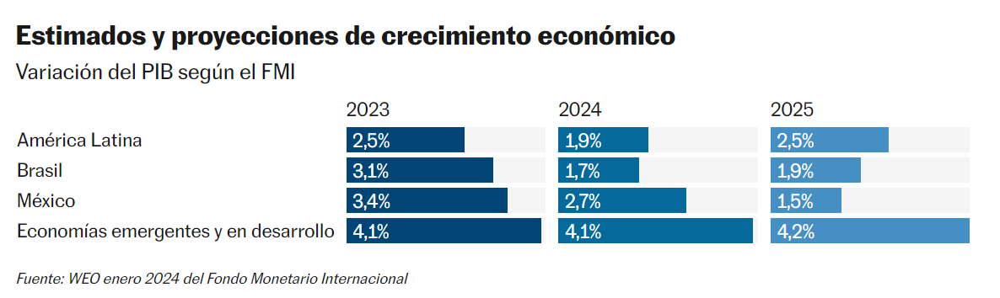 Estimados y proyecciones de crecimiento económico
Variación del PIB según el FMI
2023 2024 2025
América Latina 2,5% 1,9% 2,5%
Brasil 3,1% 1,7% 1,9%
México 3,4% 2,7% 1,5%
Economías emergentes y en desarrollo 4,1% 4,1% 4,2%
Fuente: WEO enero 2024 del Fondo Monetario Internacional